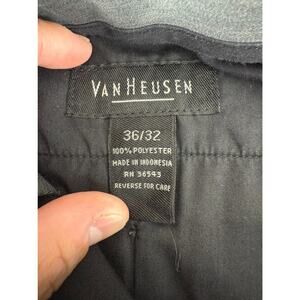 VAN HEUSEN
36/32
100% POLYESTER
MADE IN INDONESIA
RN 36543
REVERSE FOR CARE